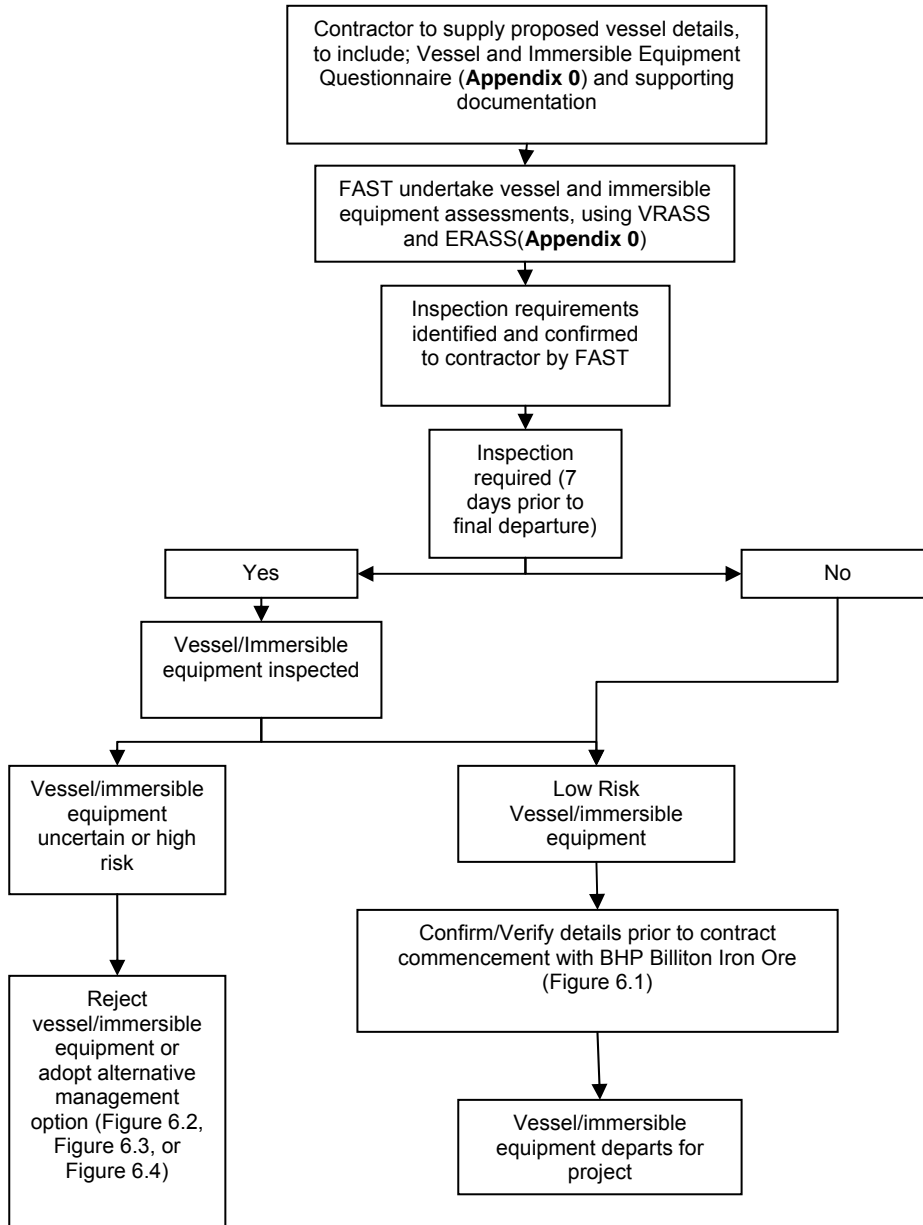 Contractor to supply proposed vessel details,
to include; Vessel and Immersible Equipment
Questionnaire (Appendix 0) and supporting
documentation
FAST undertake vessel and immersible
equipment assessments, using VRASS
and ERASS(Appendix 0)
Inspection requirements
identified and confirmed
to contractor by FAST
Inspection
required (7
days prior to
final departure)
Yes
No
Vessel/Immersible
equipment inspected
Vessel/immersible
equipment
uncertain or high
risk
Low Risk
Vessel/immersible
equipment
Confirm/Verify details prior to contract
commencement with BHP Billiton Iron Ore
(Figure 6.1)
Reject
vessel/immersible
equipment or
adopt alternative
management
option (Figure 6.2,
Figure 6.3, or
Figure 6.4)
Vessel/immersible
equipment departs for
project